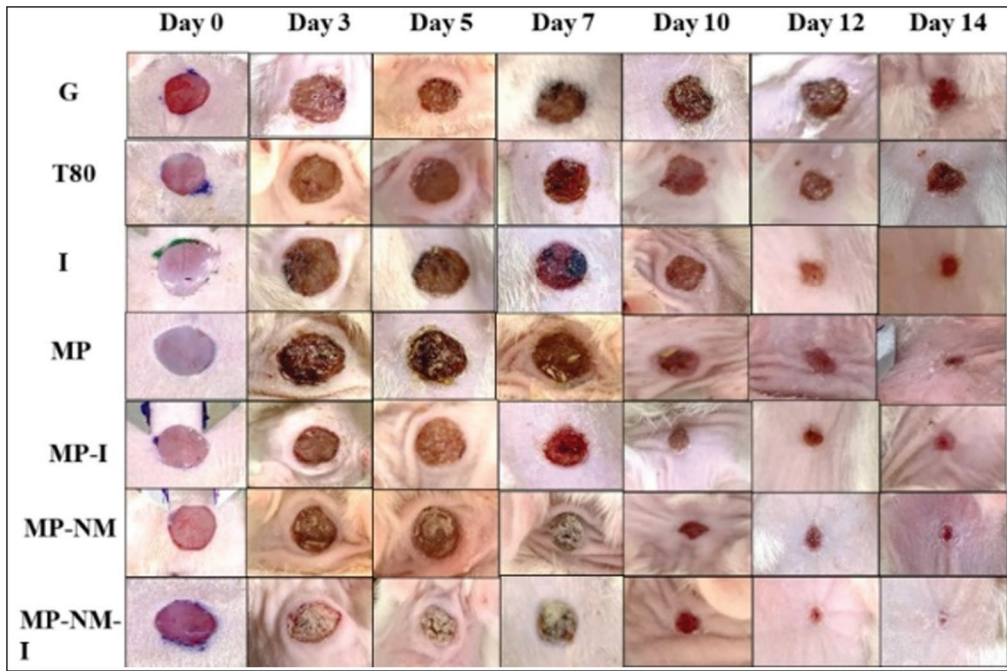 Day 0 Day 3 Day 5 Day 7 Day 10 Day 12 Day 14
G
T80
I
MP
MP-I
MP-NM
MP-NM-
I